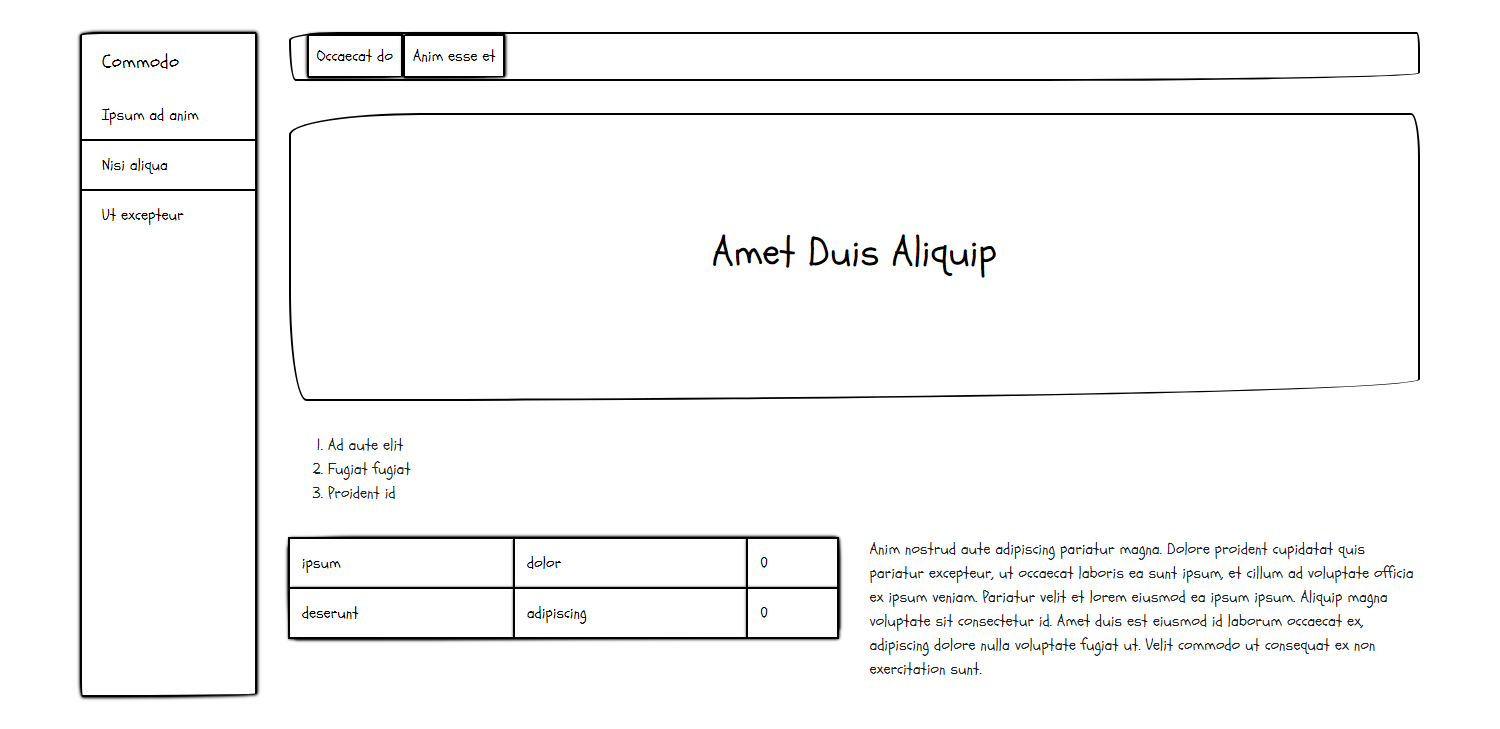 Commodo
Ipsum ad anim
Nisi aliqua
Ut excepteur
Occaecat do
Anim esse et
Amet Duis Aliquip
1. Ad aute elit
2. Fugiat fugiat
3. Proident id
ipsum dolor 0
deserunt adipiscing 0
Anim nostrud aute adipiscing pariatur magna. Dolore proident cupidatat quis
pariatur excepteur, ut occaecat laboris ea sunt ipsum, et cillum ad voluptate officia
ex ipsum veniam. Pariatur velit et lorem eiusmod ea ipsum ipsum. Aliquip magna
voluptate sit consectetur id. Amet duis est eiusmod id laborum occaecat ex,
adipiscing dolore nulla voluptate fugiat ut. Velit commodo ut consequat ex non
exercitation sunt.